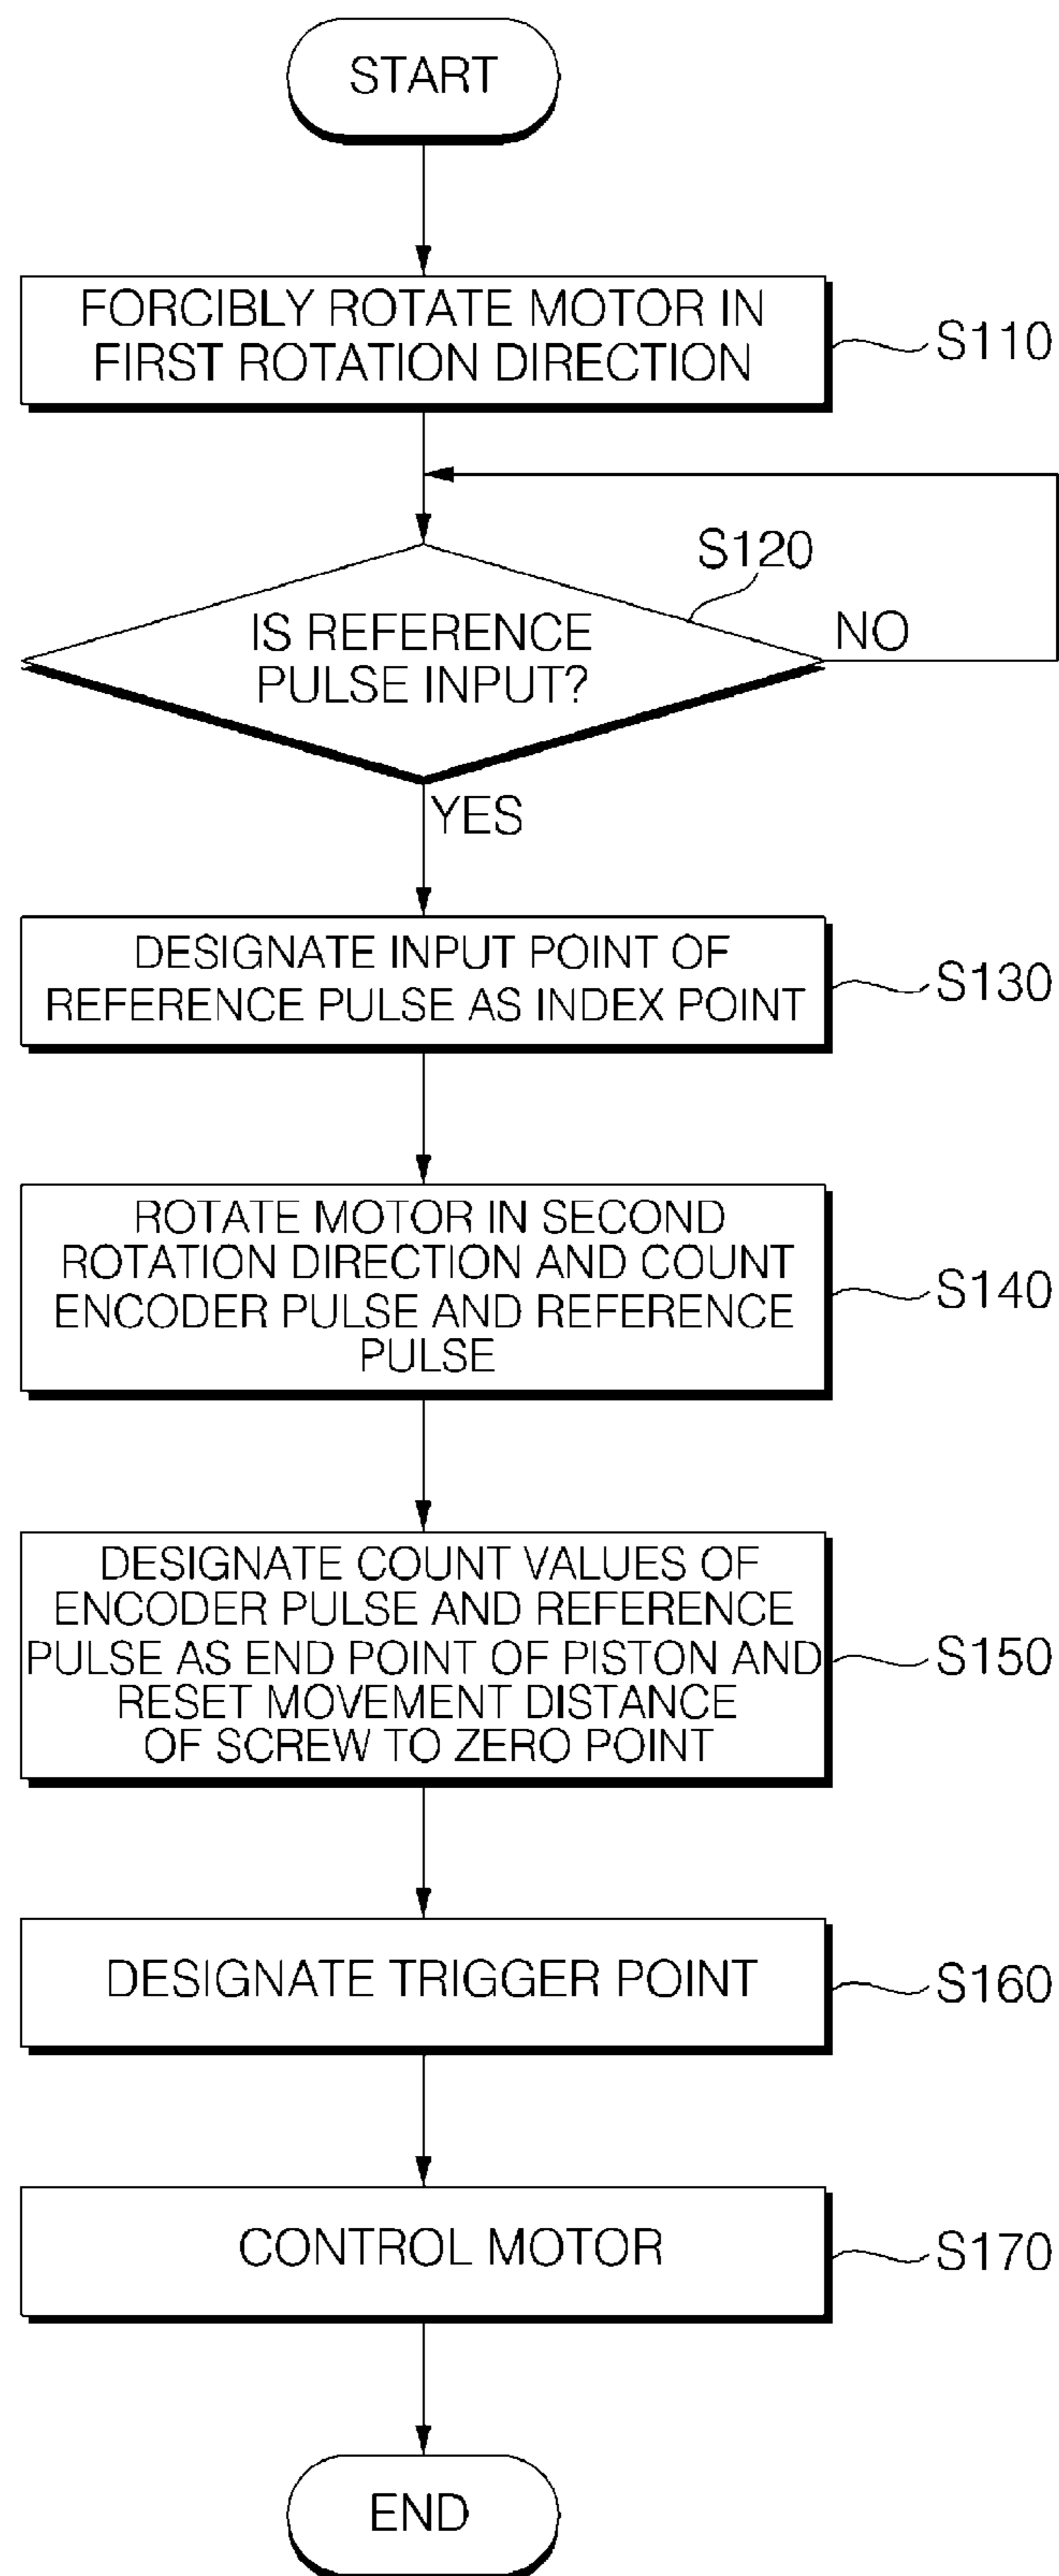 START
FORCIBLY ROTATE MOTOR IN
FIRST ROTATION DIRECTION
S110
S120
IS REFERENCE
PULSE INPUT?
NO
YES
DESIGNATE INPUT POINT OF
REFERENCE PULSE AS INDEX POINT
S130
ROTATE MOTOR IN SECOND
ROTATION DIRECTION AND COUNT
ENCODER PULSE AND REFERENCE
PULSE
S140
DESIGNATE COUNT VALUES OF
ENCODER PULSE AND REFERENCE
PULSE AS END POINT OF PISTON AND
RESET MOVEMENT DISTANCE
OF SCREW TO ZERO POINT
S150
DESIGNATE TRIGGER POINT
S160
CONTROL MOTOR
S170
END